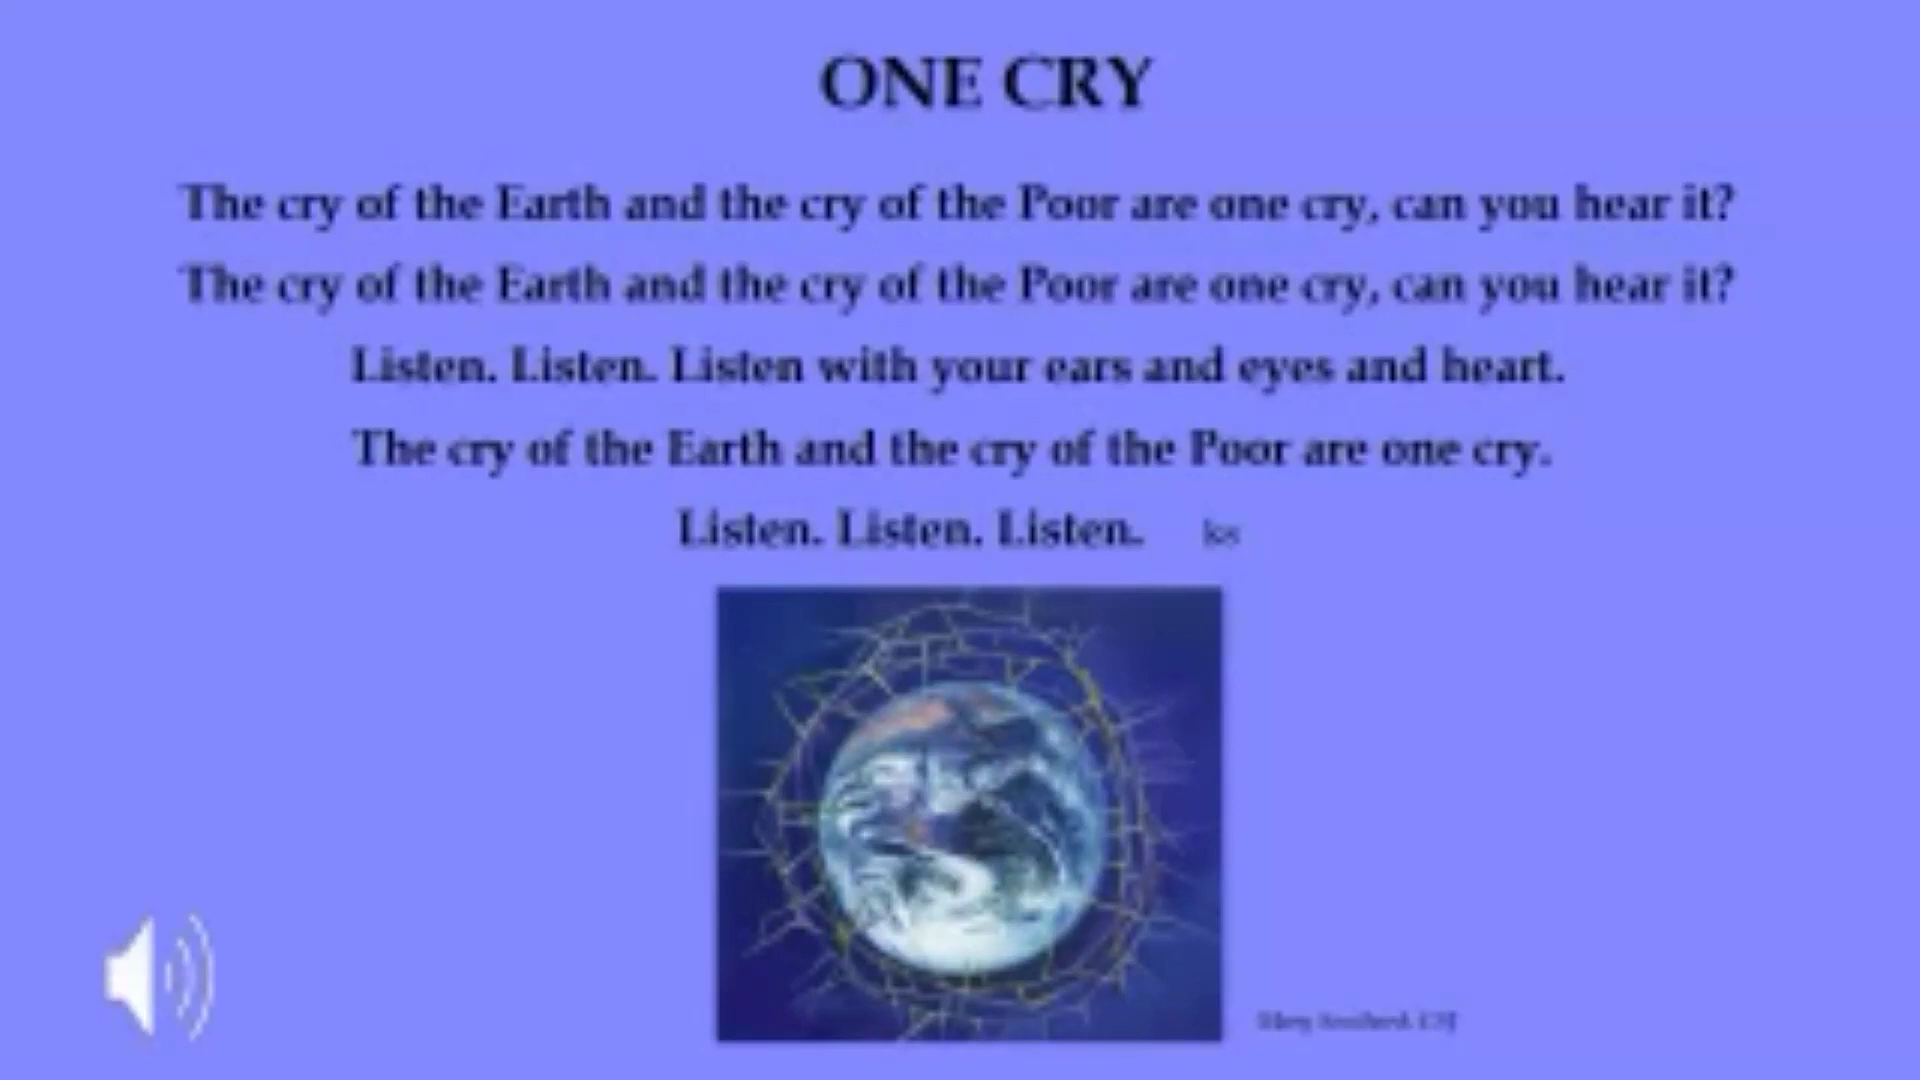 ONE CRY
The cry of the Earth and the cry of the Poor are one cry, can you hear it?
The cry of the Earth and the cry of the Poor are one cry, can you hear it?
Listen. Listen. Listen with your ears and eyes and heart.
The cry of the Earth and the cry of the Poor are one cry.
Listen. Listen. Listen.
Mary Southard, CSJ